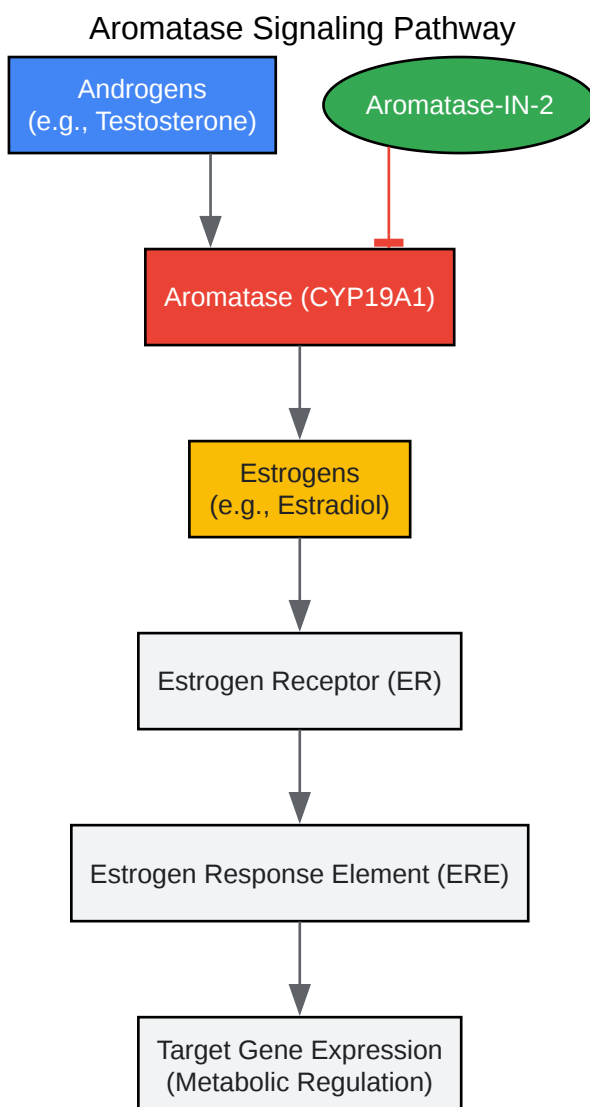 Aromatase Signaling Pathway
Androgens
(e.g., Testosterone)
Aromatase-IN-2
Aromatase (CYP19A1)
Estrogens
(e.g., Estradiol)
Estrogen Receptor (ER)
Estrogen Response Element (ERE)
Target Gene Expression
(Metabolic Regulation)